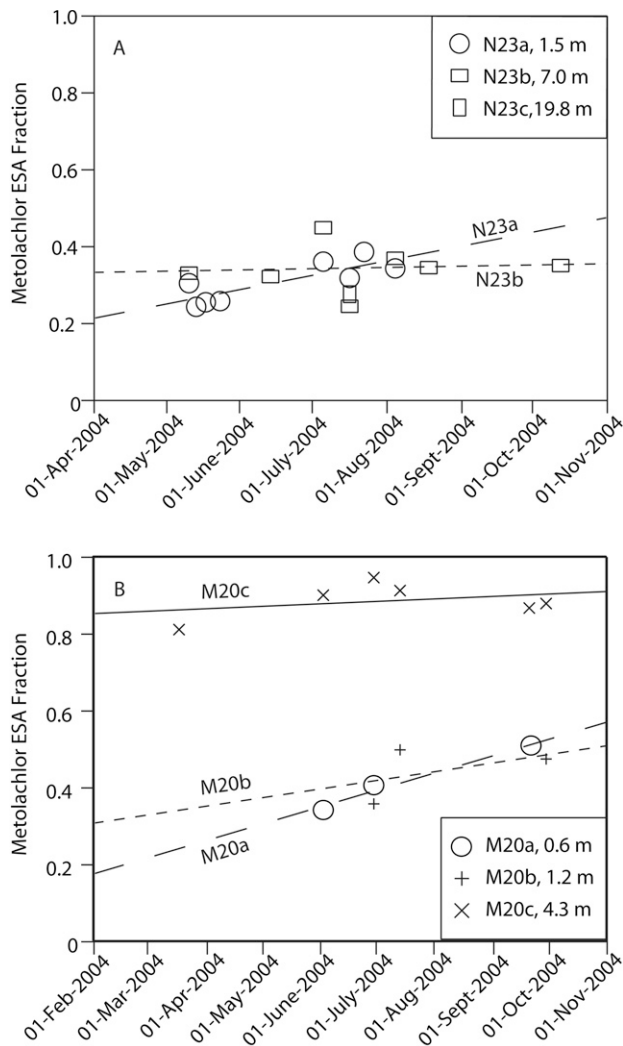 A
N23a, 1.5 m
N23b, 7.0 m
N23c,19.8 m
Metolachlor ESA Fraction
1.0
0.8
0.6
0.4
0.2
0
N23a
N23b
01-Apr-2004
01-May-2004
01-June-2004
01-July-2004
01-Aug-2004
01-Sept-2004
01-Oct-2004
01-Nov-2004
B
M20c
M20b
M20a
Metolachlor ESA Fraction
1.0
0.8
0.6
0.4
0.2
0
M20a, 0.6 m
M20b, 1.2 m
M20c, 4.3 m
01-Feb-2004
01-Mar-2004
01-Apr-2004
01-May-2004
01-June-2004
01-July-2004
01-Aug-2004
01-Sept-2004
01-Oct-2004
01-Nov-2004